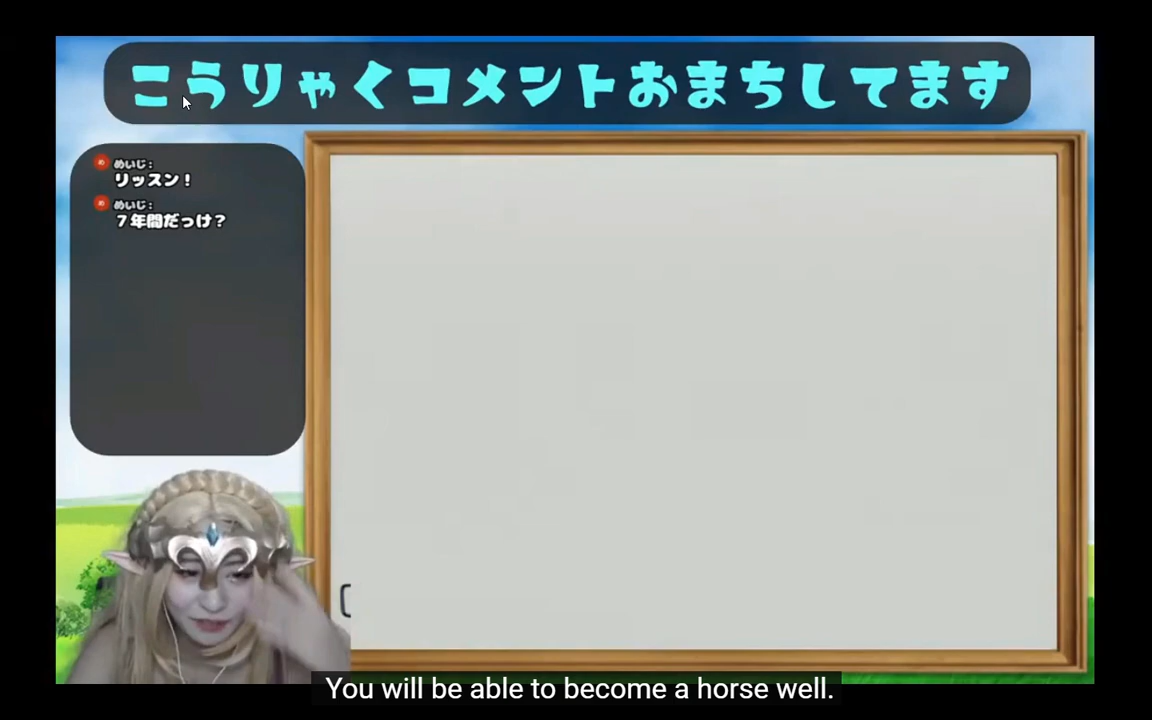 こうりゃくコメントおまちしてます
め めいじ:
リッスン！
め めいじ:
７年間だっけ？
You will be able to become a horse well.